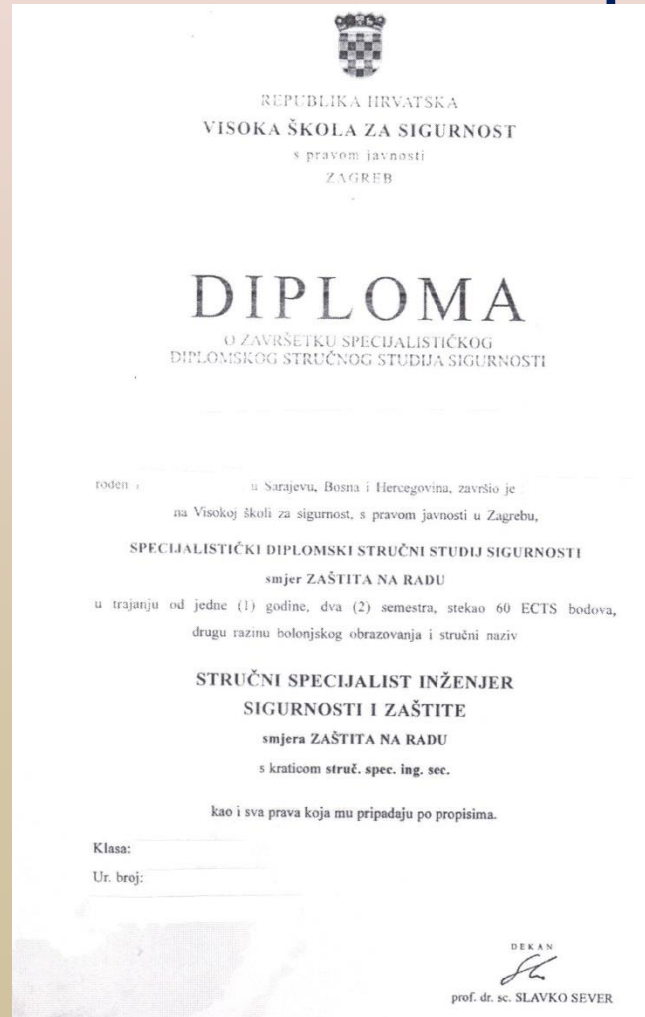 REPUBLIKA HRVATSKA
VISOKA ŠKOLA ZA SIGURNOST
s pravom javnosti
ZAGREB
DIPLOMA
O ZAVRŠETKU SPECIJALISTIČKOG
DIPLOMSKOG STRUČNOG STUDIJA SIGURNOSTI
rođen u Sarajevu, Bosna i Hercegovina, završio je
na Visokoj školi za sigurnost, s pravom javnosti u Zagrebu,
SPECIJALISTIČKI DIPLOMSKI STRUČNI STUDIJ SIGURNOSTI
smjer ZAŠTITA NA RADU
u trajanju od jedne (1) godine, dva (2) semestra, stekao 60 ECTS bodova,
drugu razinu bolonjskog obrazovanja i stručni naziv
STRUČNI SPECIJALIST INŽENJER
SIGURNOSTI I ZAŠTITE
smjera ZAŠTITA NA RADU
s kraticom struč. spec. ing. sec.
kao i sva prava koja mu pripadaju po propisima.
Klasa:
Ur. broj:
DEKAN
prof. dr. sc. SLAVKO SEVER